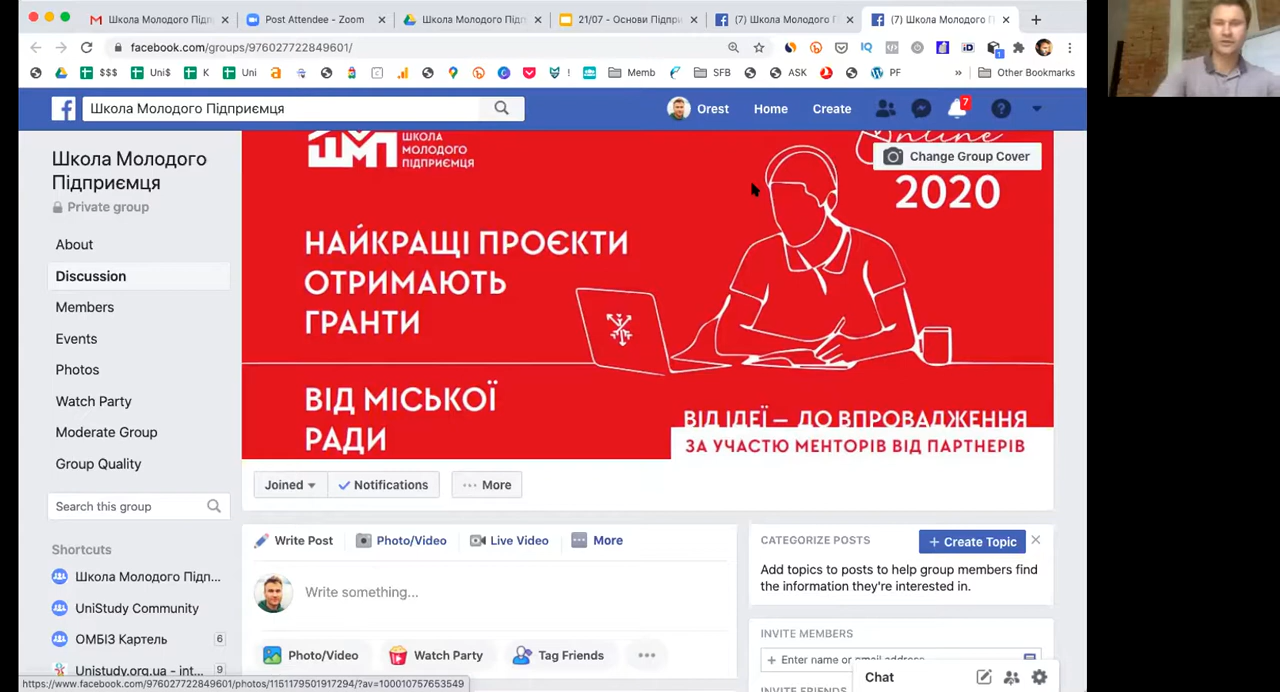 Школа Молодого Підп
Post Attendee - Zoom
Школа Молодого Підп
21/07 - Основи Підпри
(7) Школа Молодого
(7) Школа Молодого
facebook.com/groups/976027722849601/
$$$ Uni$ K Uni Memb SFB ASK PF » Other Bookmarks
Школа Молодого Підприємця
Orest Home Create 7
Школа Молодого
Підприємця
Private group
About
Discussion
Members
Events
Photos
Watch Party
Moderate Group
Group Quality
Search this group
Shortcuts
Школа Молодого Підп...
UniStudy Community
ОМБІЗ Картель 6
Unistudy.org.ua - int... 9
ШМП
ШКОЛА
МОЛОДОГО
ПІДПРИЄМЦЯ
Online
Change Group Cover
2020
НАЙКРАЩІ ПРОЄКТИ
ОТРИМАЮТЬ
ГРАНТИ
ВІД МІСЬКОЇ
РАДИ
ВІД ІДЕЇ — ДО ВПРОВАДЖЕННЯ
ЗА УЧАСТЮ МЕНТОРІВ ВІД ПАРТНЕРІВ
Joined Notifications ... More
Write Post Photo/Video Live Video More
Write something...
Photo/Video Watch Party Tag Friends
CATEGORIZE POSTS + Create Topic
Add topics to posts to help group members find
the information they're interested in.
INVITE MEMBERS
+ Enter name or email address...
Chat
https://www.facebook.com/976027722849601/photos/1157179501917294/?av=100010757653549